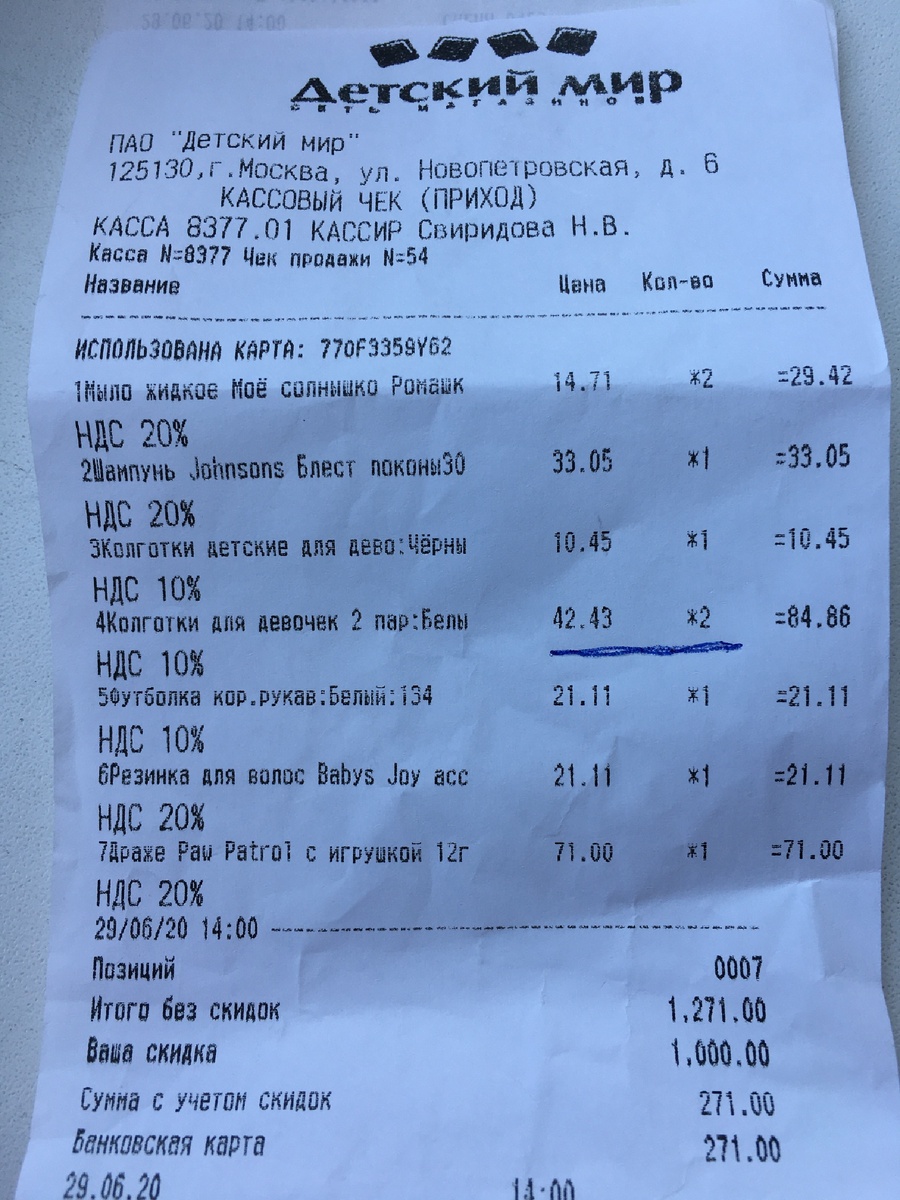 Детский мир
СЕТЬ МАГАЗИНОВ
ПАО "Детский мир"
125130,г.Москва, ул. Новопетровская, д. 6
КАССОВЫЙ ЧЕК (ПРИХОД)
КАССА 8377.01 КАССИР Свиридова Н.В.
Касса N=8377 Чек продажи N=54
Название Цена Кол-во Сумма
ИСПОЛЬЗОВАНА КАРТА: 770F3359Y62
1Мыло жидкое Моё солнышко Ромашк 14.71 *2 =29.42
НДС 20%
2Шампунь Johnsons Блест локоны30 33.05 *1 =33.05
НДС 20%
3Колготки детские для дево:Чёрны 10.45 *1 =10.45
НДС 10%
4Колготки для девочек 2 пар:Белы 42.43 *2 =84.86
НДС 10%
5Футболка кор.рукав:Белый:134 21.11 *1 =21.11
НДС 10%
6Резинка для волос Babys Joy асс 21.11 *1 =21.11
НДС 20%
7Драже Paw Patrol с игрушкой 12г 71.00 *1 =71.00
НДС 20%
29/06/20 14:00
Позиций 0007
Итого без скидок 1,271.00
Ваша скидка 1,000.00
Сумма с учетом скидок 271.00
Банковская карта 271.00
29.06.20 14:00